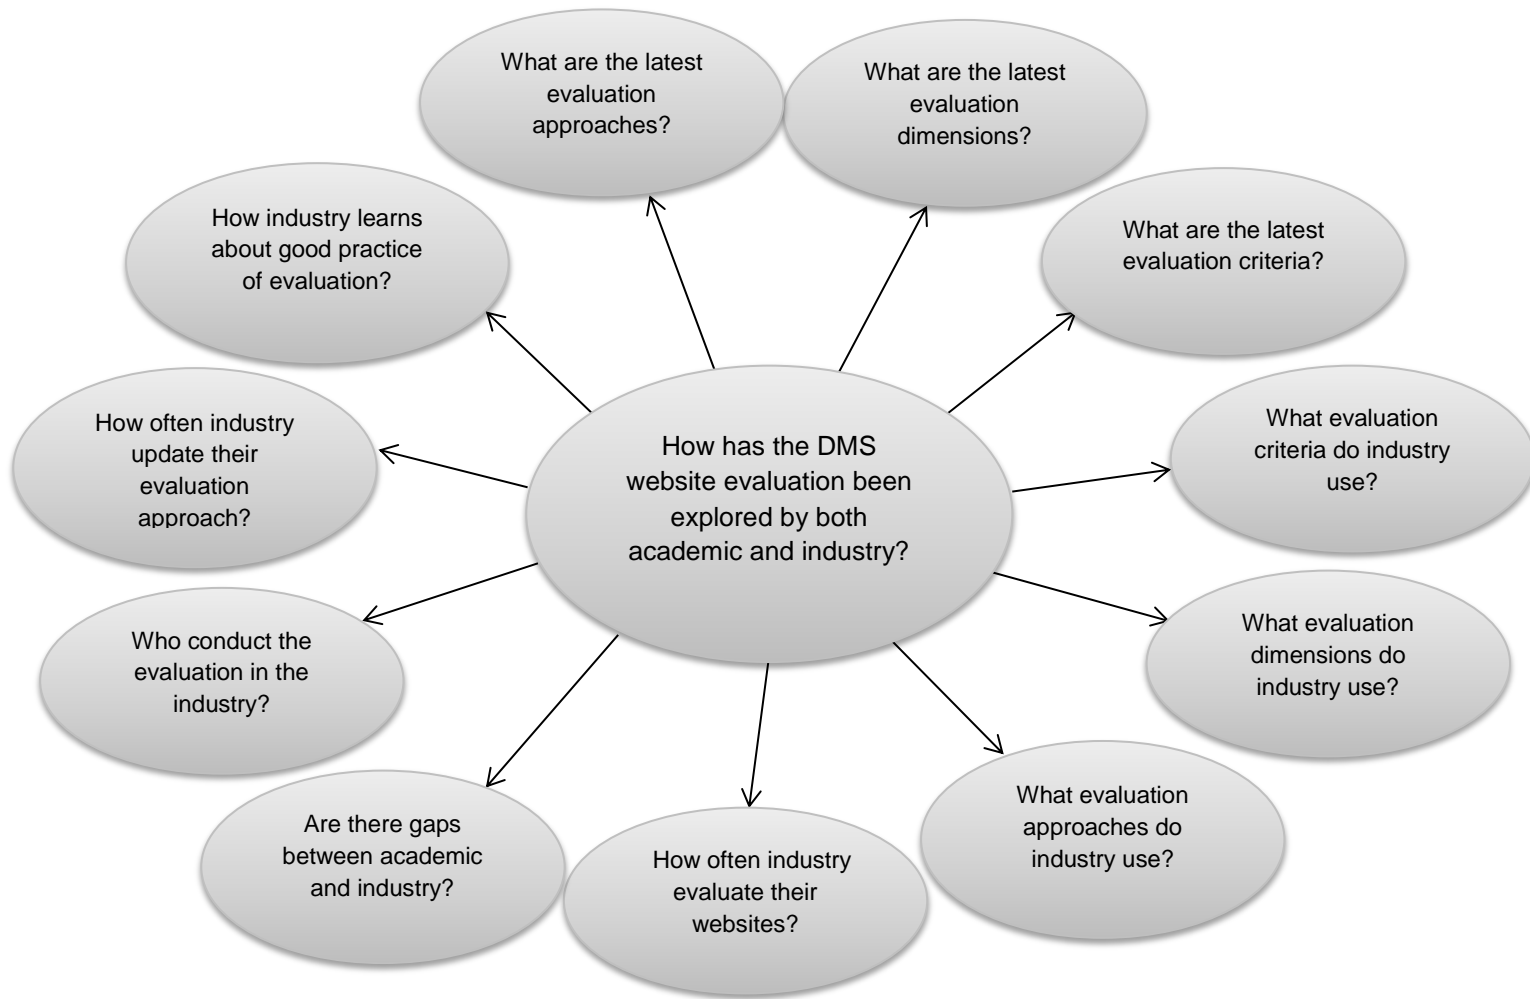 What are the latest
evaluation
approaches?
What are the latest
evaluation
dimensions?
How industry learns
about good practice
of evaluation?
What are the latest
evaluation criteria?
How often industry
update their
evaluation
approach?
How has the DMS
website evaluation been
explored by both
academic and industry?
What evaluation
criteria do industry
use?
Who conduct the
evaluation in the
industry?
What evaluation
dimensions do
industry use?
Are there gaps
between academic
and industry?
How often industry
evaluate their
websites?
What evaluation
approaches do
industry use?